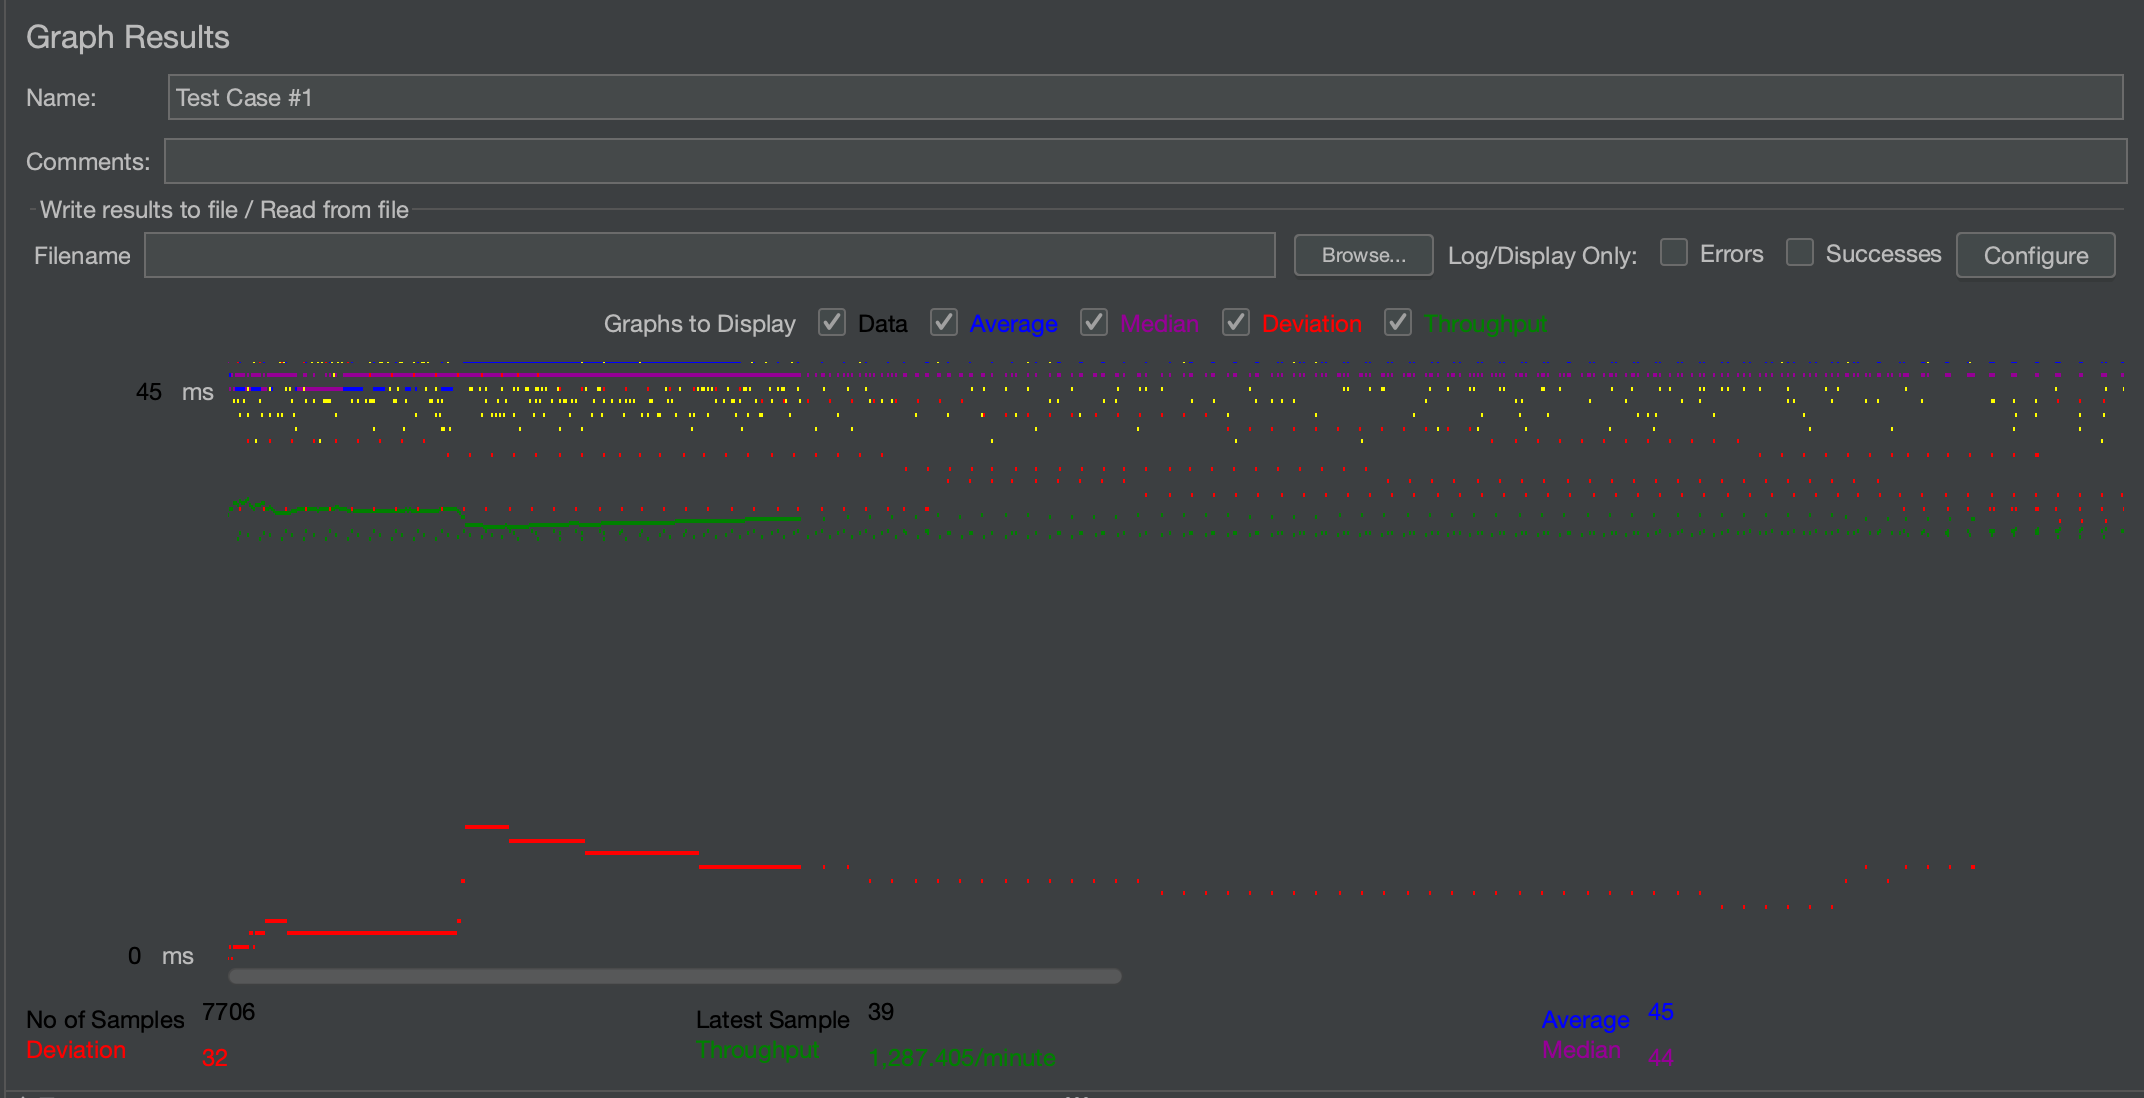 Graph Results
Name: Test Case #1
Comments:
Write results to file / Read from file
Filename Browse... Log/Display Only: Errors Successes Configure
Graphs to Display Data Average Median Deviation Throughput
45 ms
0 ms
No of Samples 7706 Latest Sample 39 Average 45
Deviation 32 Throughput 1,287.405/minute Median 44